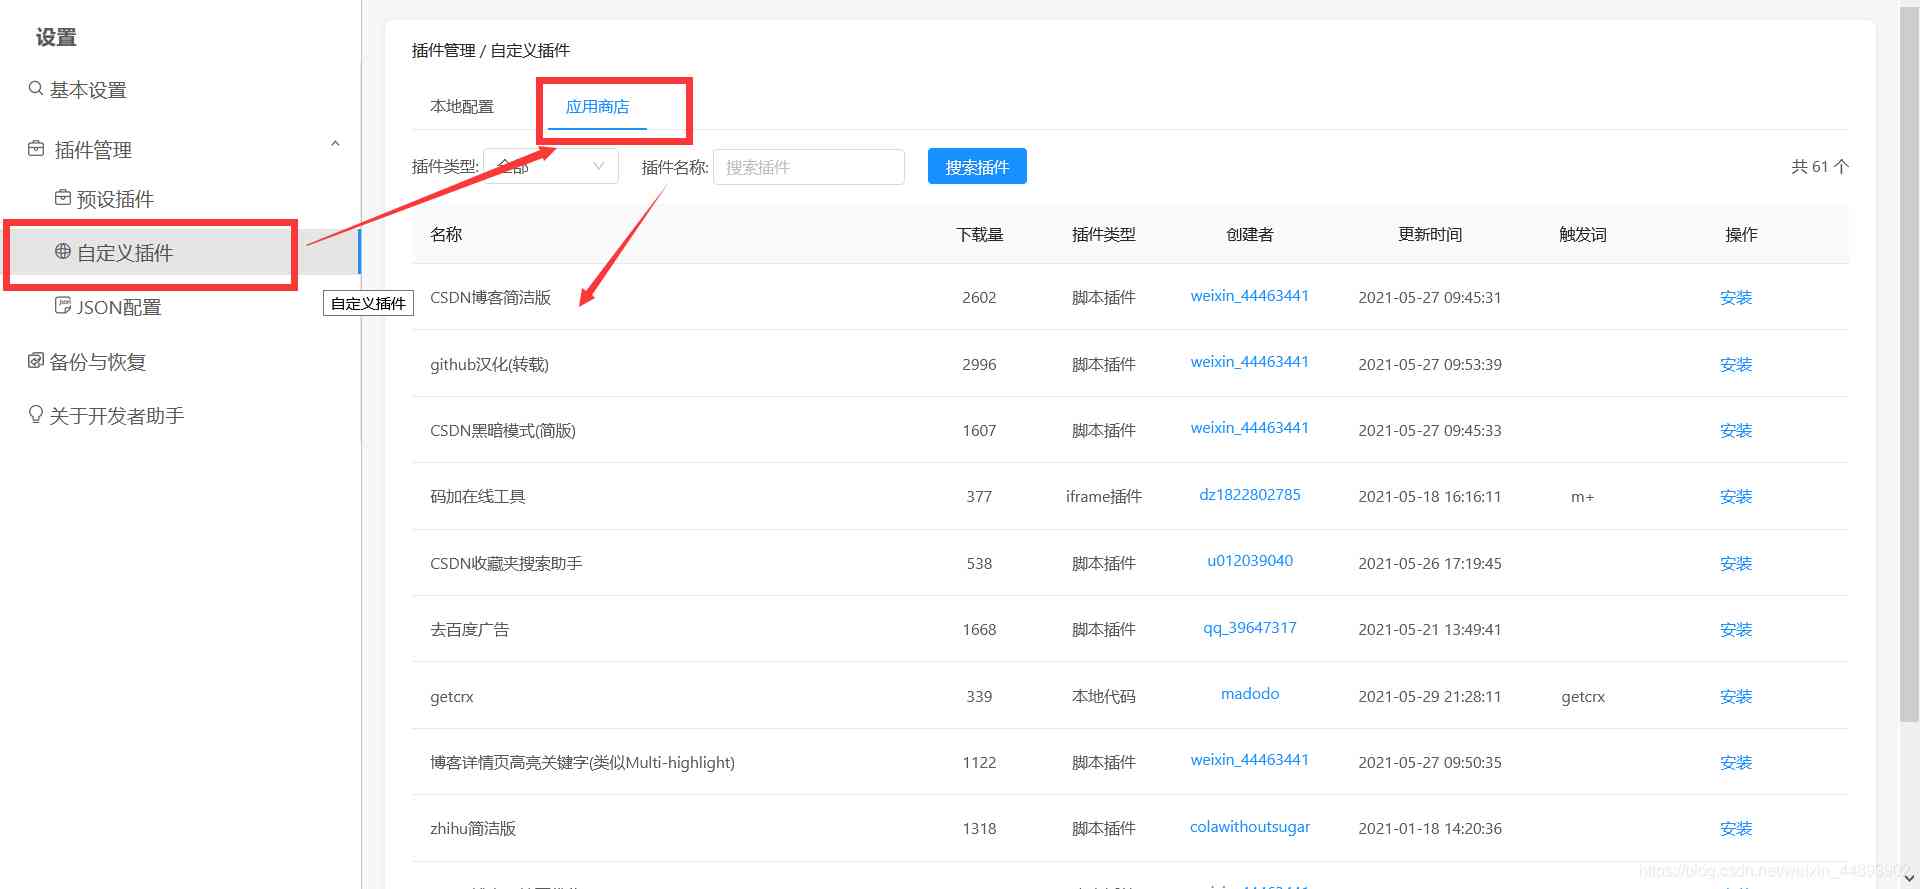 设置
基本设置
插件管理
预设插件
自定义插件
JSON配置
备份与恢复
关于开发者助手
自定义插件
插件管理 / 自定义插件
本地配置 应用商店
插件类型: 全部 插件名称: 搜索插件 搜索插件 共 61 个
名称 下载量 插件类型 创建者 更新时间 触发词 操作
CSDN博客简洁版 2602 脚本插件 weixin_44463441 2021-05-27 09:45:31 安装
github汉化(转载) 2996 脚本插件 weixin_44463441 2021-05-27 09:53:39 安装
CSDN黑暗模式(简版) 1607 脚本插件 weixin_44463441 2021-05-27 09:45:33 安装
码加在线工具 377 iframe插件 dz1822802785 2021-05-18 16:16:11 m+ 安装
CSDN收藏夹搜索助手 538 脚本插件 u012039040 2021-05-26 17:19:45 安装
去百度广告 1668 脚本插件 qq_39647317 2021-05-21 13:49:41 安装
getcrx 339 本地代码 madodo 2021-05-29 21:28:11 getcrx 安装
博客详情页高亮关键字(类似Multi-highlight) 1122 脚本插件 weixin_44463441 2021-05-27 09:50:35 安装
zhihu简洁版 1318 脚本插件 colawithoutsugar 2021-01-18 14:20:36 安装